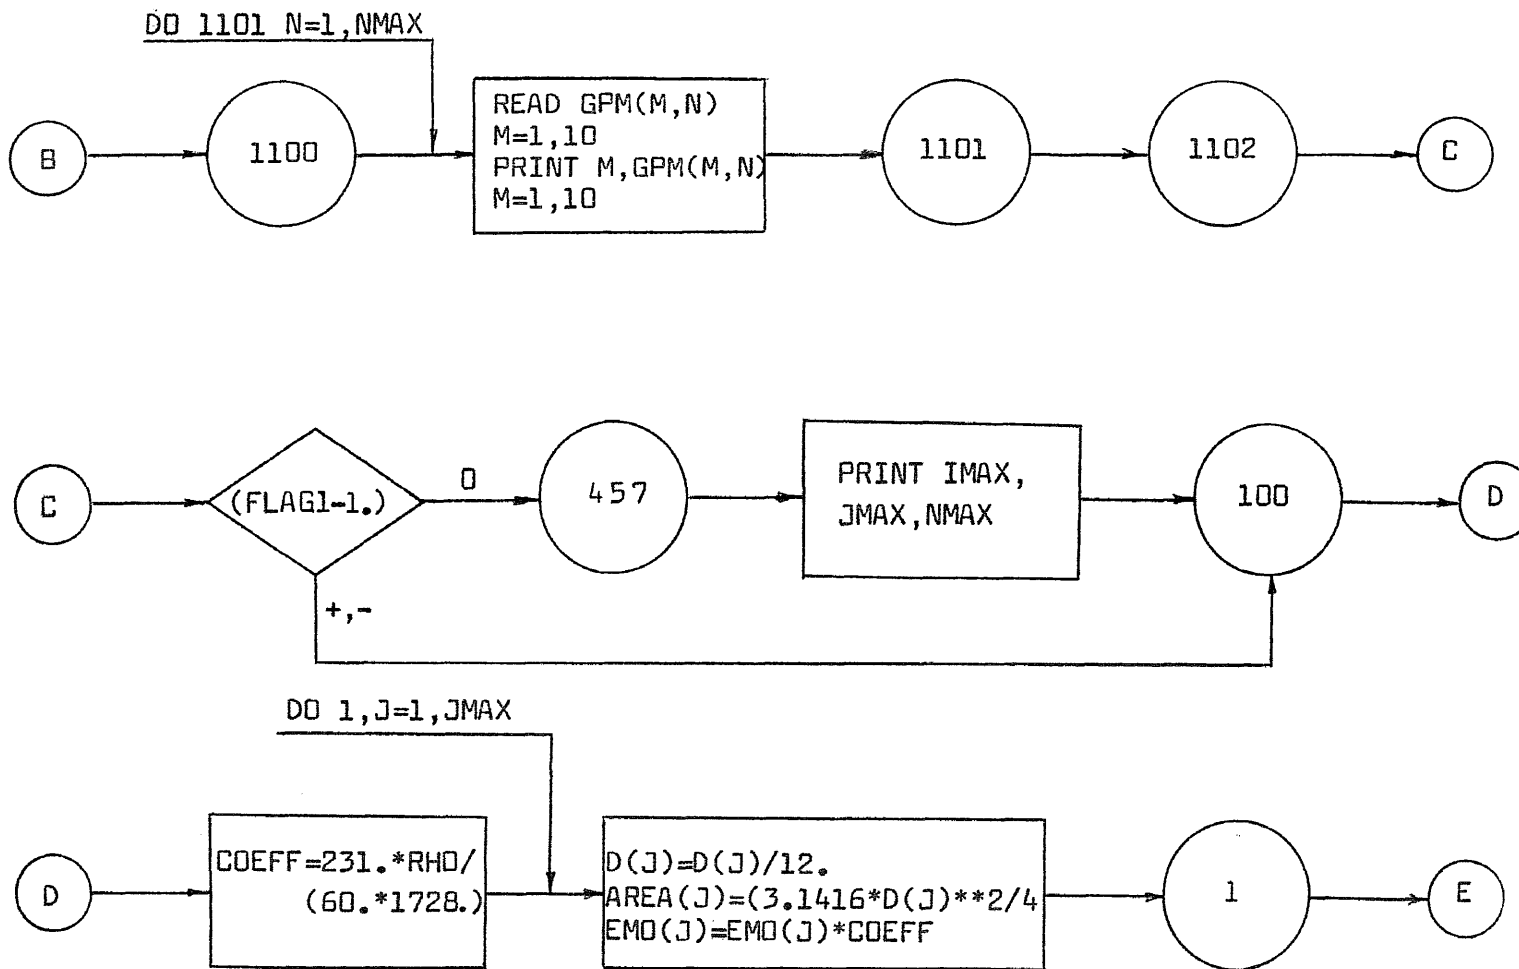 DO 1101 N=1,NMAX
B
1100
READ GPM(M,N)
M=1,10
PRINT M,GPM(M,N)
M=1,10
1101
1102
C
C
(FLAG1-1.)
0
+,-
457
PRINT IMAX,
JMAX,NMAX
100
D
DO 1,J=1,JMAX
D
COEFF=231.*RHO/
(60.*1728.)
D(J)=D(J)/12.
AREA(J)=(3.1416*D(J)**2/4
EMO(J)=EMO(J)*COEFF
1
E